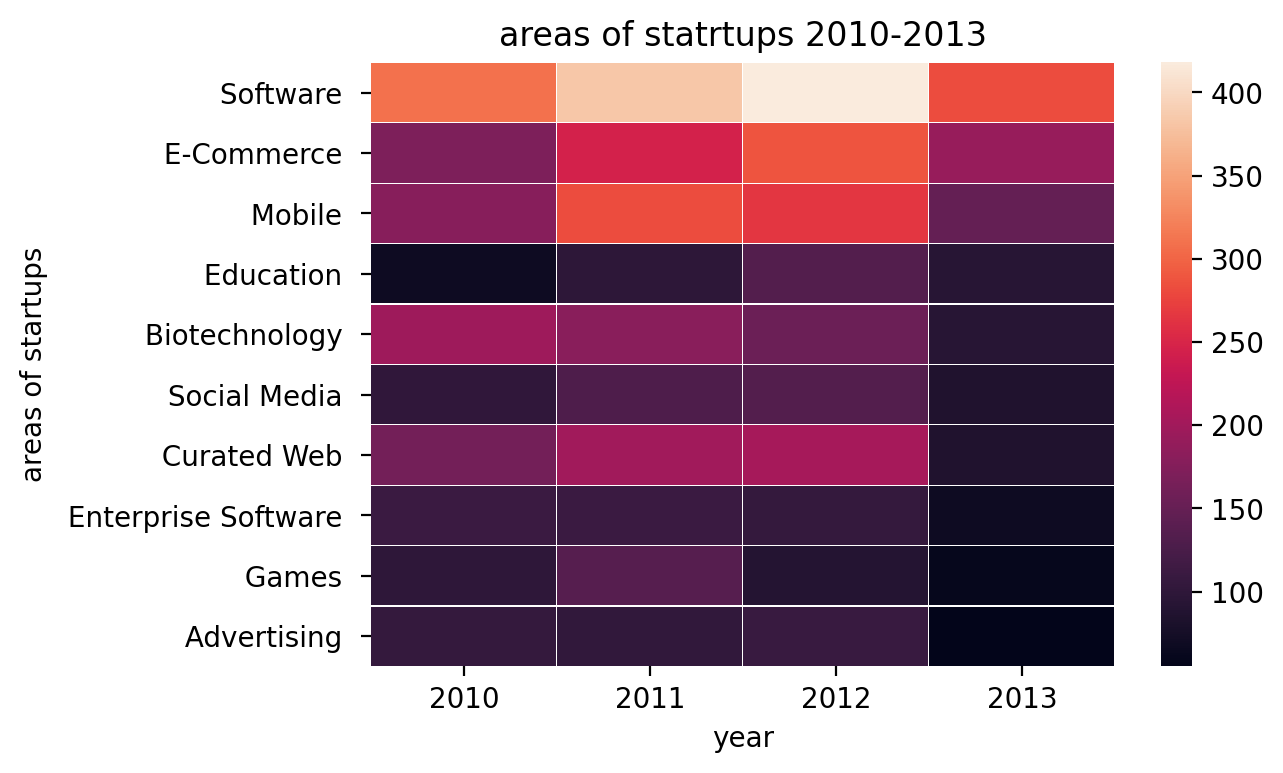 areas of statrtups 2010-2013
Software
E-Commerce
Mobile
Education
Biotechnology
Social Media
Curated Web
Enterprise Software
Games
Advertising
areas of startups
2010 2011 2012 2013
year
400
350
300
250
200
150
100